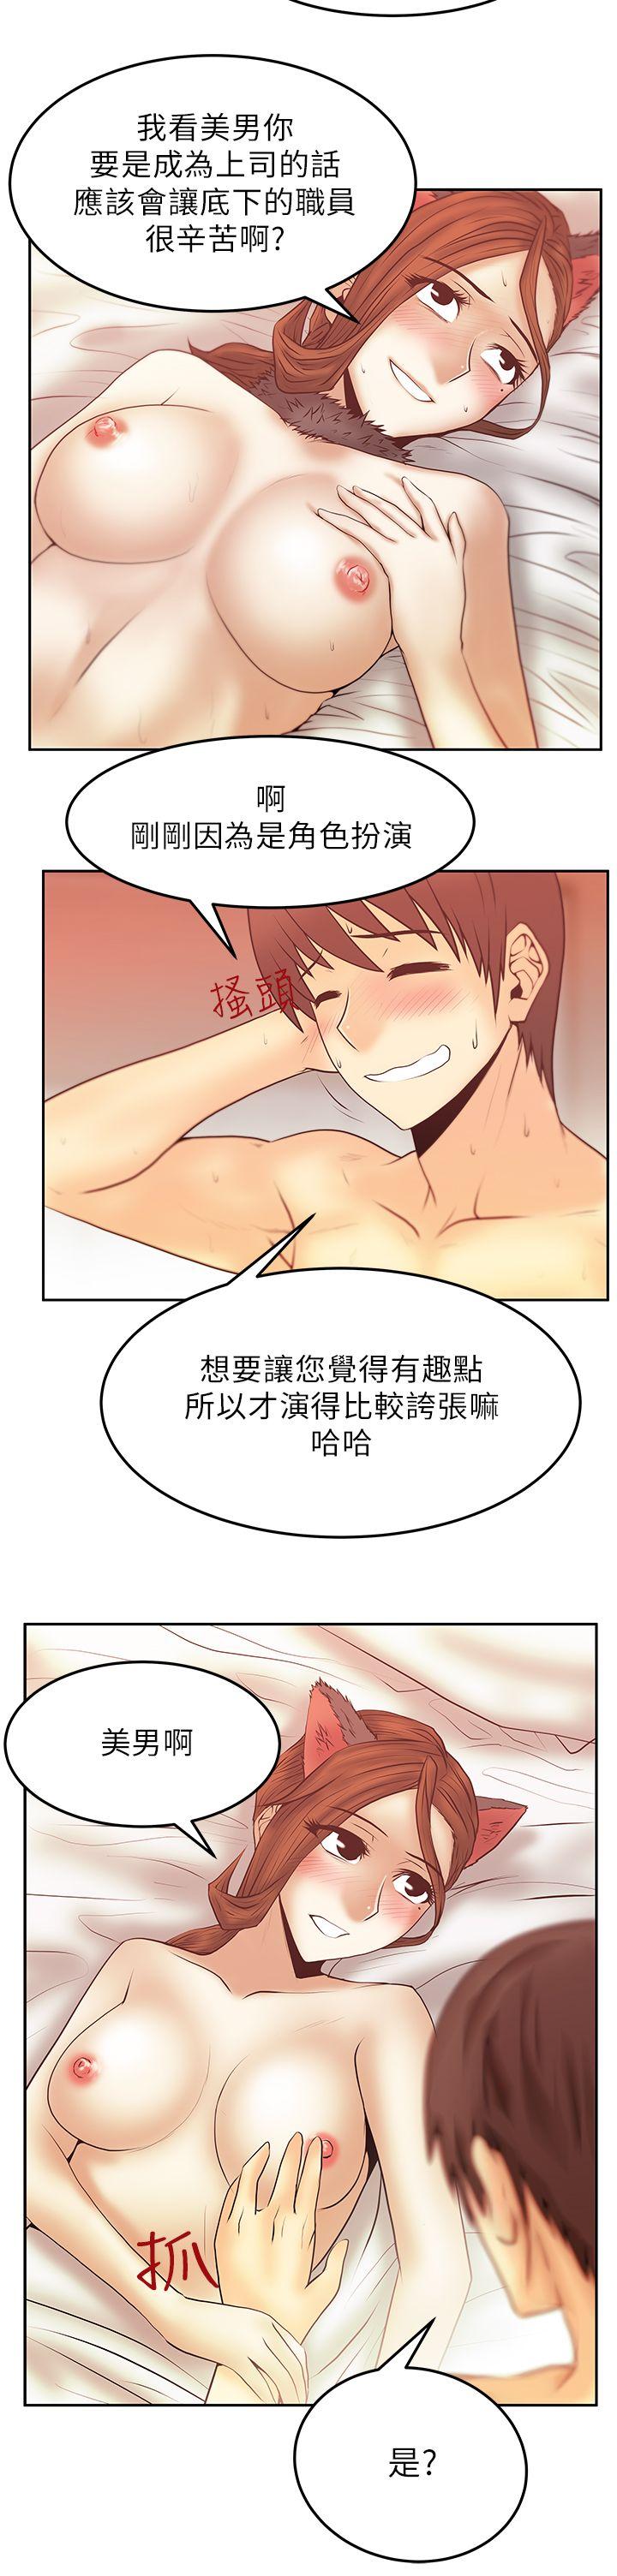 我看美男你
要是成為上司的話
應該會讓底下的職員
很辛苦啊?
啊
剛剛因為是角色扮演
搔頭
想要讓您覺得有趣點
所以才演得比較誇張嘛
哈哈
美男啊
抓
是?